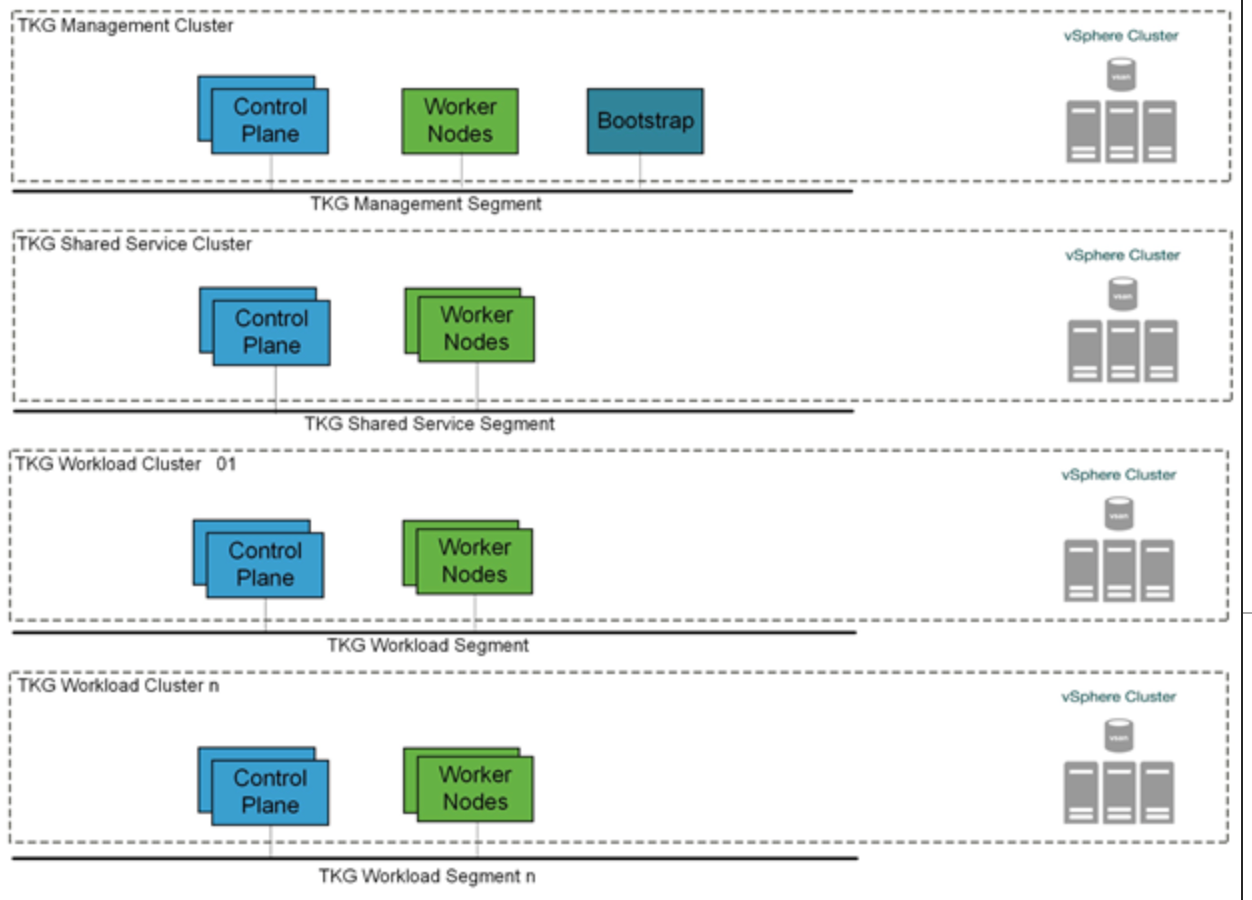 TKG Management Cluster
vSphere Cluster
vsan
Control
Plane
Worker
Nodes
Bootstrap
TKG Management Segment
TKG Shared Service Cluster
vSphere Cluster
vsan
Control
Plane
Worker
Nodes
TKG Shared Service Segment
TKG Workload Cluster 01
vSphere Cluster
vsan
Control
Plane
Worker
Nodes
TKG Workload Segment
TKG Workload Cluster n
vSphere Cluster
vsan
Control
Plane
Worker
Nodes
TKG Workload Segment n